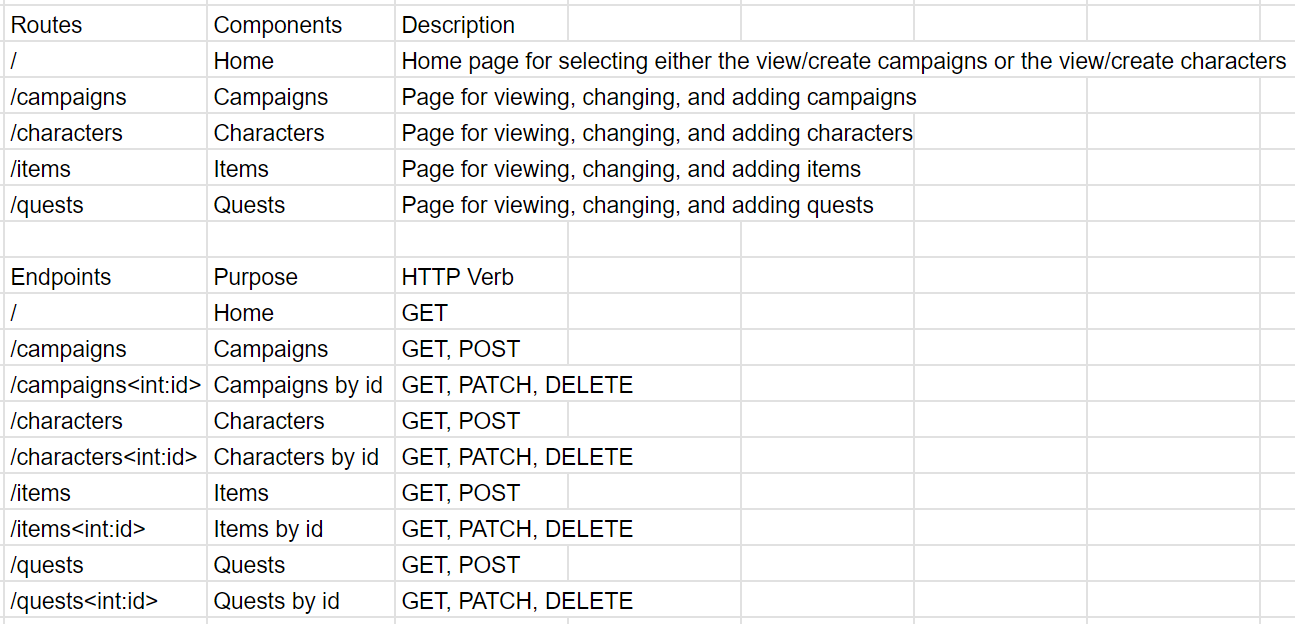 Routes Components Description
/ Home Home page for selecting either the view/create campaigns or the view/create characters
/campaigns Campaigns Page for viewing, changing, and adding campaigns
/characters Characters Page for viewing, changing, and adding characters
/items Items Page for viewing, changing, and adding items
/quests Quests Page for viewing, changing, and adding quests
Endpoints Purpose HTTP Verb
/ Home GET
/campaigns Campaigns GET, POST
/campaigns<int:id> Campaigns by id GET, PATCH, DELETE
/characters Characters GET, POST
/characters<int:id> Characters by id GET, PATCH, DELETE
/items Items GET, POST
/items<int:id> Items by id GET, PATCH, DELETE
/quests Quests GET, POST
/quests<int:id> Quests by id GET, PATCH, DELETE